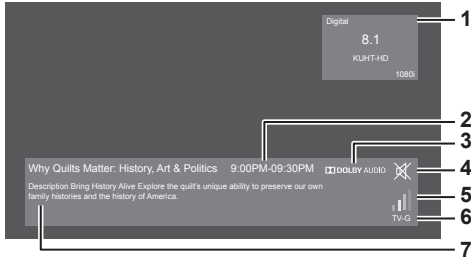 Digital
8.1
KUHT-HD
1080i
1
2
3
Why Quilts Matter: History, Art & Politics 9:00PM-09:30PM DOLBY AUDIO
4
Description Bring History Alive Explore the quilt's unique ability to preserve our own
family histories and the history of America.
5
TV-G
6
7